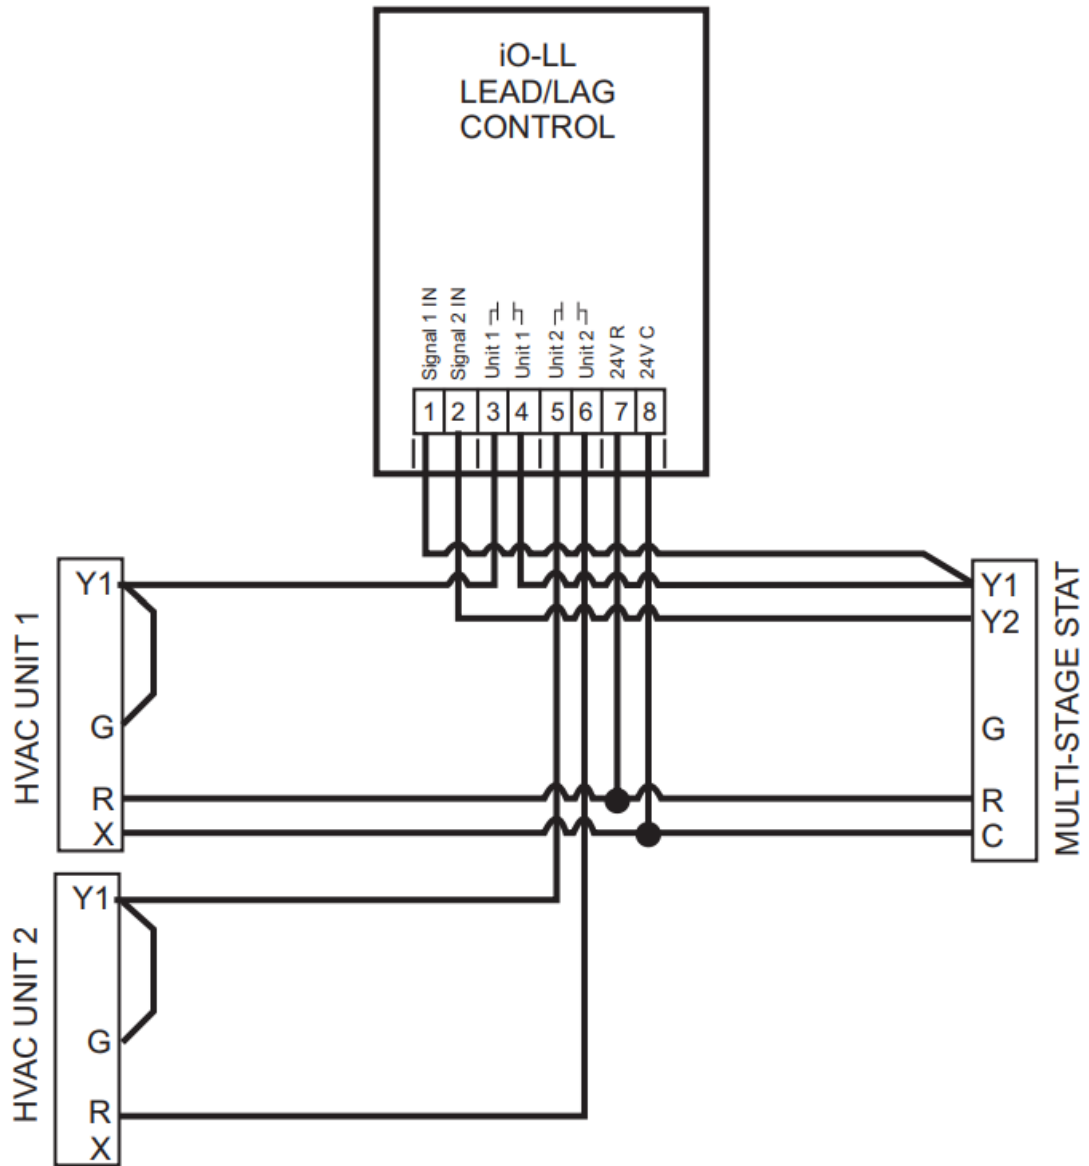 iO-LL
LEAD/LAG
CONTROL
Signal 1 IN
Signal 2 IN
Unit 1
Unit 1
Unit 2
Unit 2
24V R
24V C
1 2 3 4 5 6 7 8
HVAC UNIT 1
Y1
G
R
X
HVAC UNIT 2
Y1
G
R
X
MULTI-STAGE STAT
Y1
Y2
G
R
C